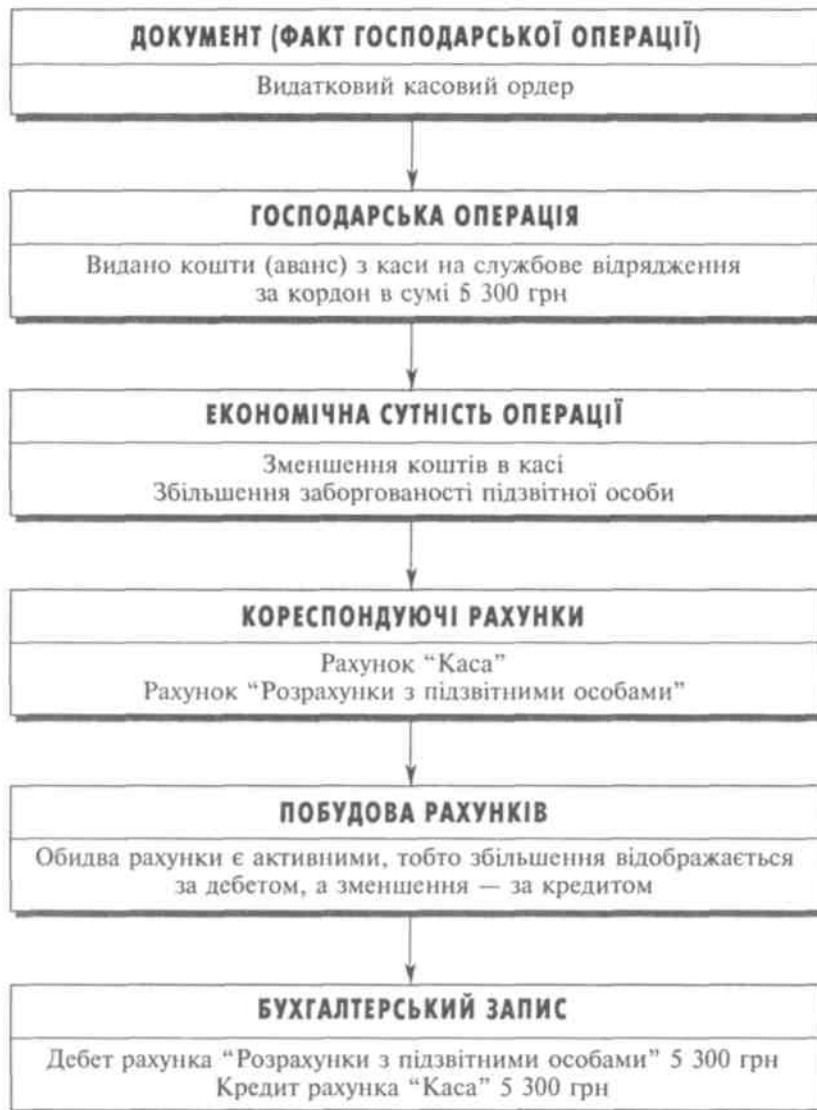 ДОКУМЕНТ (ФАКТ ГОСПОДАРСЬКОЇ ОПЕРАЦІЇ)
Видатковий касовий ордер
ГОСПОДАРСЬКА ОПЕРАЦІЯ
Видано кошти (аванс) з каси на службове відрядження
за кордон в сумі 5 300 грн
ЕКОНОМІЧНА СУТНІСТЬ ОПЕРАЦІЇ
Зменшення коштів в касі
Збільшення заборгованості підзвітної особи
КОРЕСПОНДУЮЧІ РАХУНКИ
Рахунок “Каса”
Рахунок “Розрахунки з підзвітними особами”
ПОБУДОВА РАХУНКІВ
Обидва рахунки є активними, тобто збільшення відображається
за дебетом, а зменшення — за кредитом
БУХГАЛТЕРСЬКИЙ ЗАПИС
Дебет рахунка “Розрахунки з підзвітними особами” 5 300 грн
Кредит рахунка “Каса” 5 300 грн